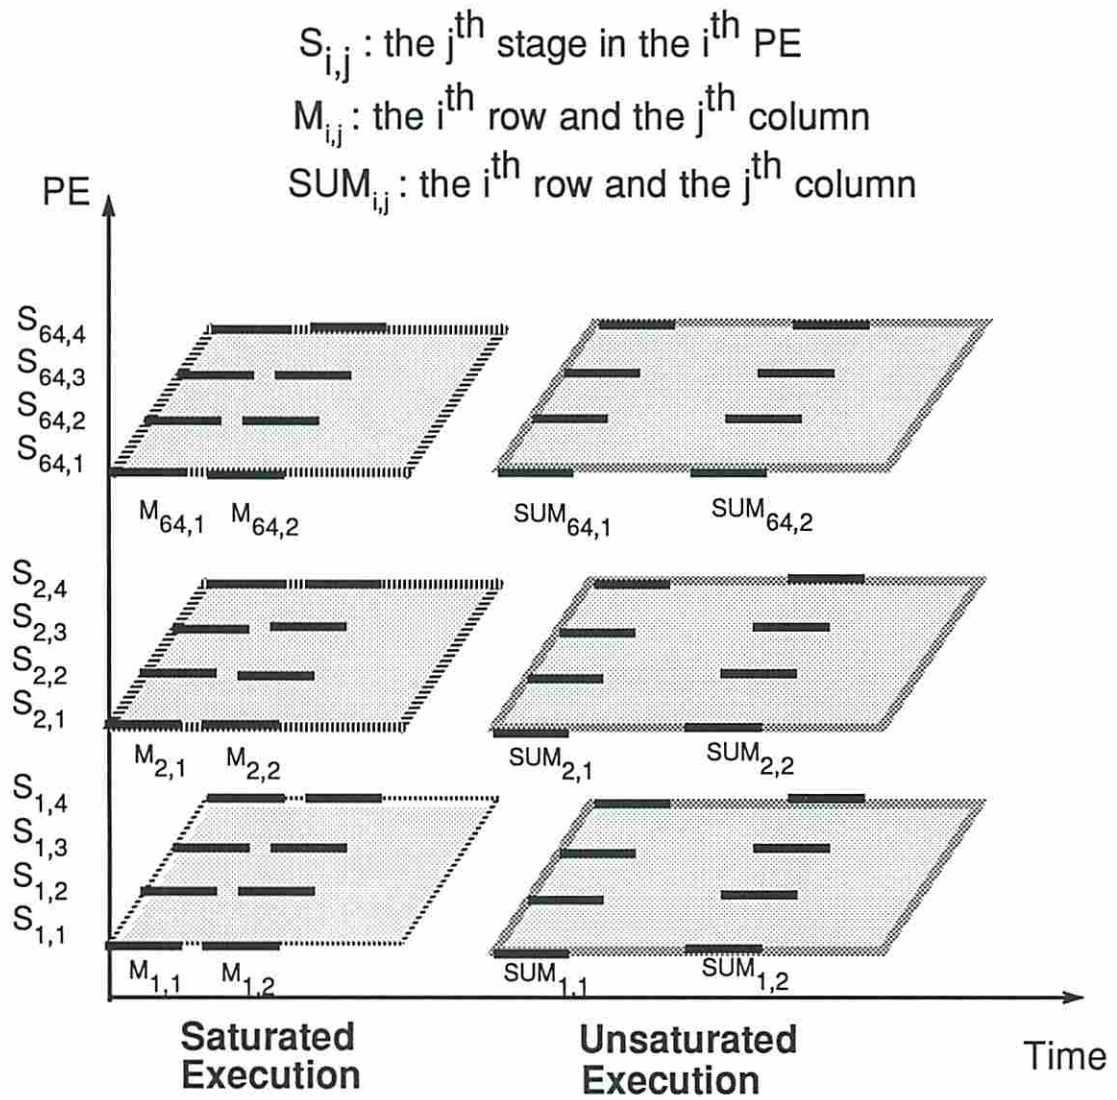 S_{i,j} : the j^{th} stage in the i^{th} PE
M_{i,j} : the i^{th} row and the j^{th} column
SUM_{i,j} : the i^{th} row and the j^{th} column
PE
S_{64,4}
S_{64,3}
S_{64,2}
S_{64,1}
M_{64,1} M_{64,2} SUM_{64,1} SUM_{64,2}
S_{2,4}
S_{2,3}
S_{2,2}
S_{2,1}
M_{2,1} M_{2,2} SUM_{2,1} SUM_{2,2}
S_{1,4}
S_{1,3}
S_{1,2}
S_{1,1}
M_{1,1} M_{1,2} SUM_{1,1} SUM_{1,2}
Saturated
Execution
Unsaturated
Execution
Time